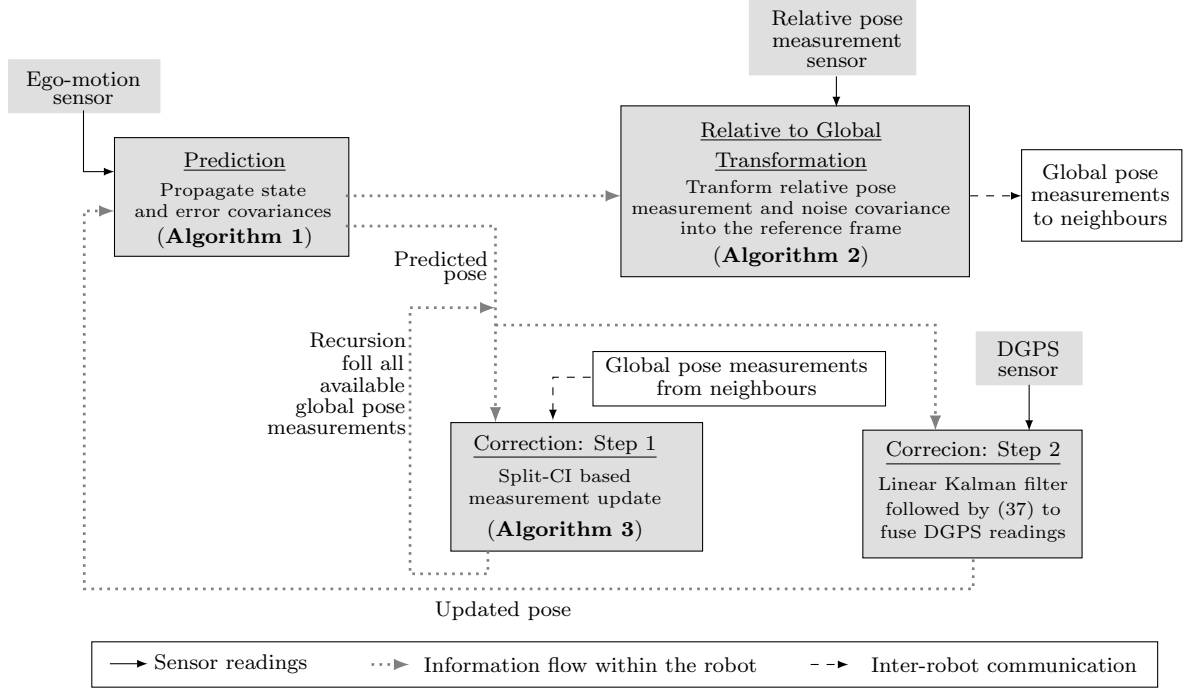 Relative pose
measurement
sensor
Ego-motion
sensor
Prediction
Propagate state
and error covariances
(Algorithm 1)
Relative to Global
Transformation
Tranform relative pose
measurement and noise covariance
into the reference frame
(Algorithm 2)
Global pose
measurements
to neighbours
Predicted
pose
Recursion
foll all
available
global pose
measurements
Global pose measurements
from neighbours
DGPS
sensor
Correction: Step 1
Split-CI based
measurement update
(Algorithm 3)
Correcion: Step 2
Linear Kalman filter
followed by (37) to
fuse DGPS readings
Updated pose
Sensor readings
Information flow within the robot
Inter-robot communication